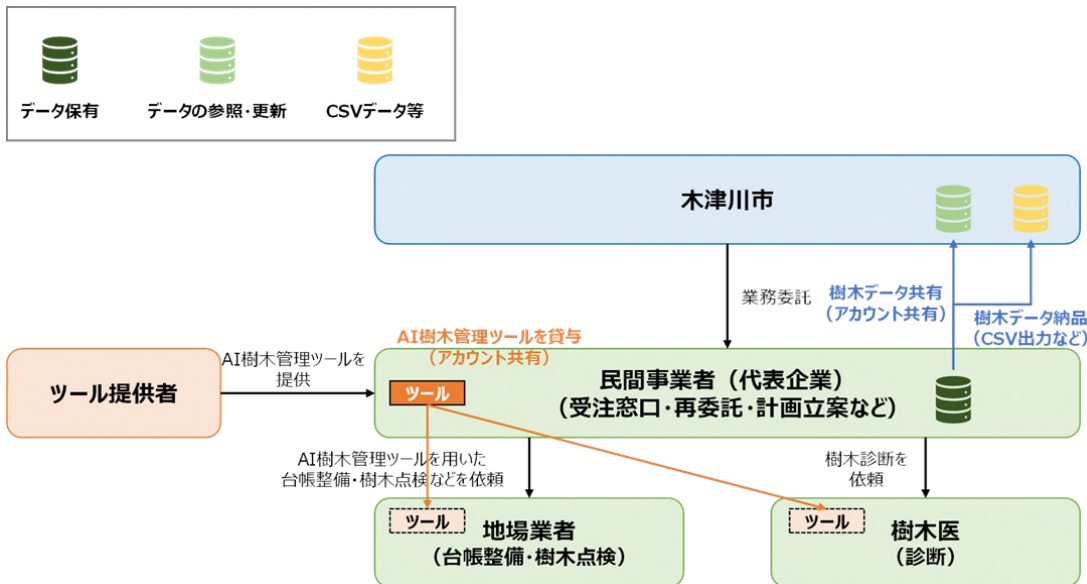 データ保有
データの参照・更新
CSVデータ等
木津川市
業務委託
樹木データ共有
(アカウント共有)
樹木データ納品
(CSV出力など)
AI樹木管理ツールを貸与
(アカウント共有)
ツール提供者
AI樹木管理ツールを
提供
ツール
民間事業者（代表企業）
(受注窓口・再委託・計画立案など)
AI樹木管理ツールを用いた
台帳整備・樹木点検などを依頼
樹木診断を
依頼
ツール
地場業者
(台帳整備・樹木点検)
ツール
樹木医
(診断)